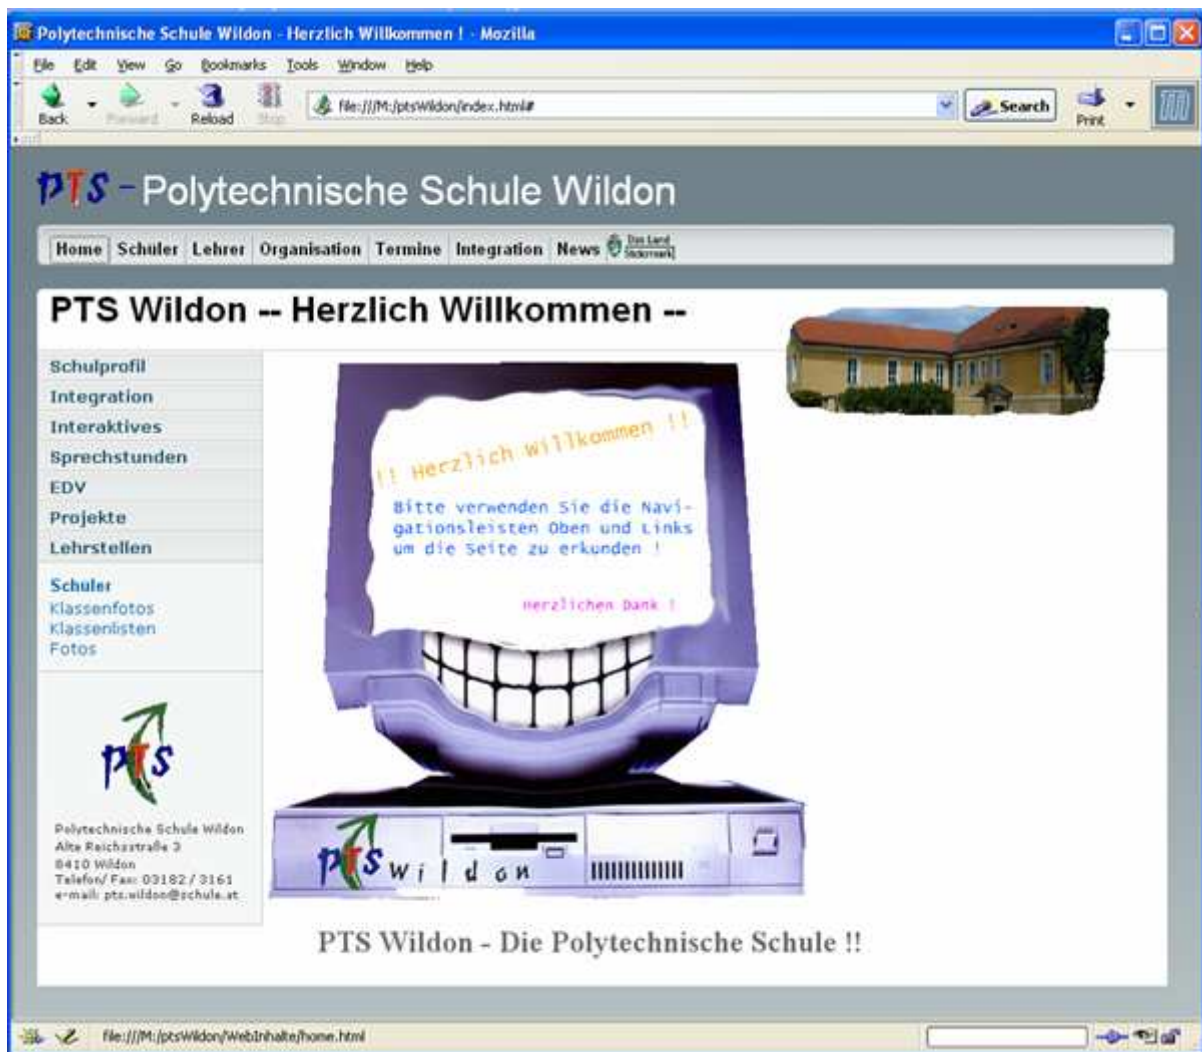 Polytechnische Schule Wildon - Herzlich Willkommen ! - Mozilla
File Edit View Go Bookmarks Tools Window Help
Back Forward Reload Stop file:///M:/ptsWildon/index.html# Search Print
PTS - Polytechnische Schule Wildon
Home Schüler Lehrer Organisation Termine Integration News Das Land Steiermark
PTS Wildon -- Herzlich Willkommen --
Schulprofil
Integration
Interaktives
Sprechstunden
EDV
Projekte
Lehrstellen
Schüler
Klassenfotos
Klassenlisten
Fotos
PTS
Polytechnische Schule Wildon
Alte Reichsstraße 3
8410 Wildon
Telefon/ Fax: 03182 / 3161
e-mail: pts.wildon@schule.at
!! Herzlich Willkommen !!
Bitte verwenden Sie die Navi-
gationsleisten Oben und Links
um die Seite zu erkunden !
Herzlichen Dank !
PTS Wildon
PTS Wildon - Die Polytechnische Schule !!
file:///M:/ptsWildon/WebInhalte/home.html